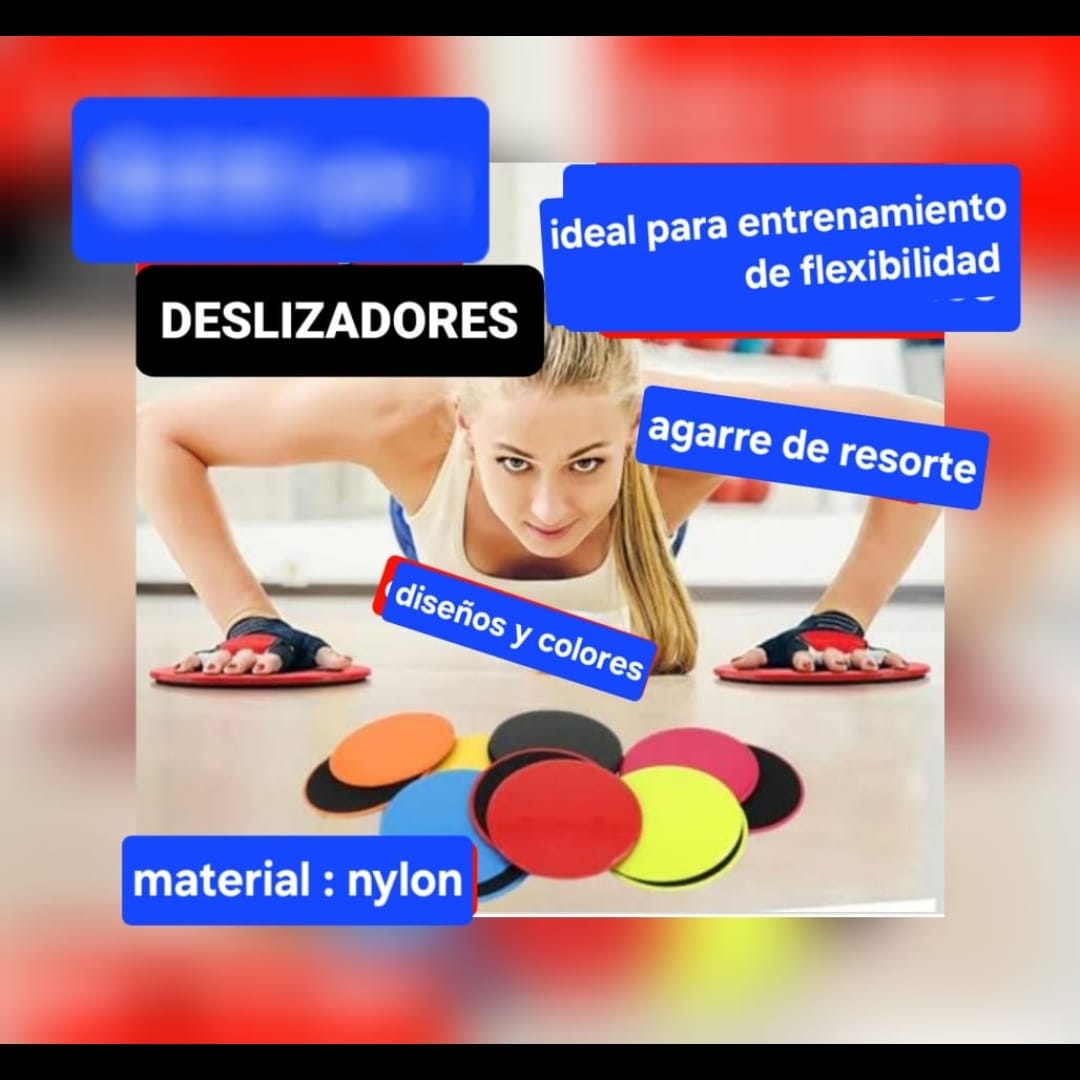 DESLIZADORES
ideal para entrenamiento
de flexibilidad
agarre de resorte
diseños y colores
material : nylon